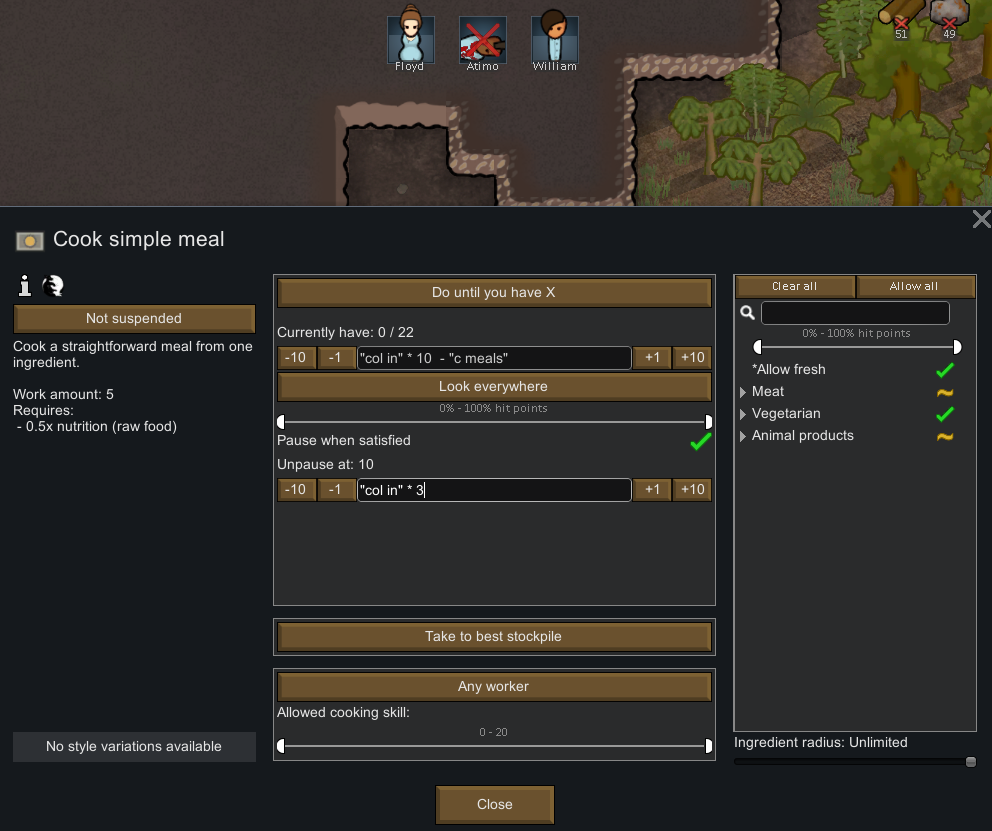 Floyd
Atimo
William
51
49
Cook simple meal
Not suspended
Cook a straightforward meal from one
ingredient.
Work amount: 5
Requires:
- 0.5x nutrition (raw food)
No style variations available
Do until you have X
Currently have: 0 / 22
-10
-1
"col in" * 10  - "c meals"
+1
+10
Look everywhere
0% - 100% hit points
Pause when satisfied
Unpause at: 10
-10
-1
"col in" * 3
+1
+10
Take to best stockpile
Any worker
Allowed cooking skill:
0 - 20
Clear all
Allow all
0% - 100% hit points
*Allow fresh
Meat
Vegetarian
Animal products
Ingredient radius: Unlimited
Close